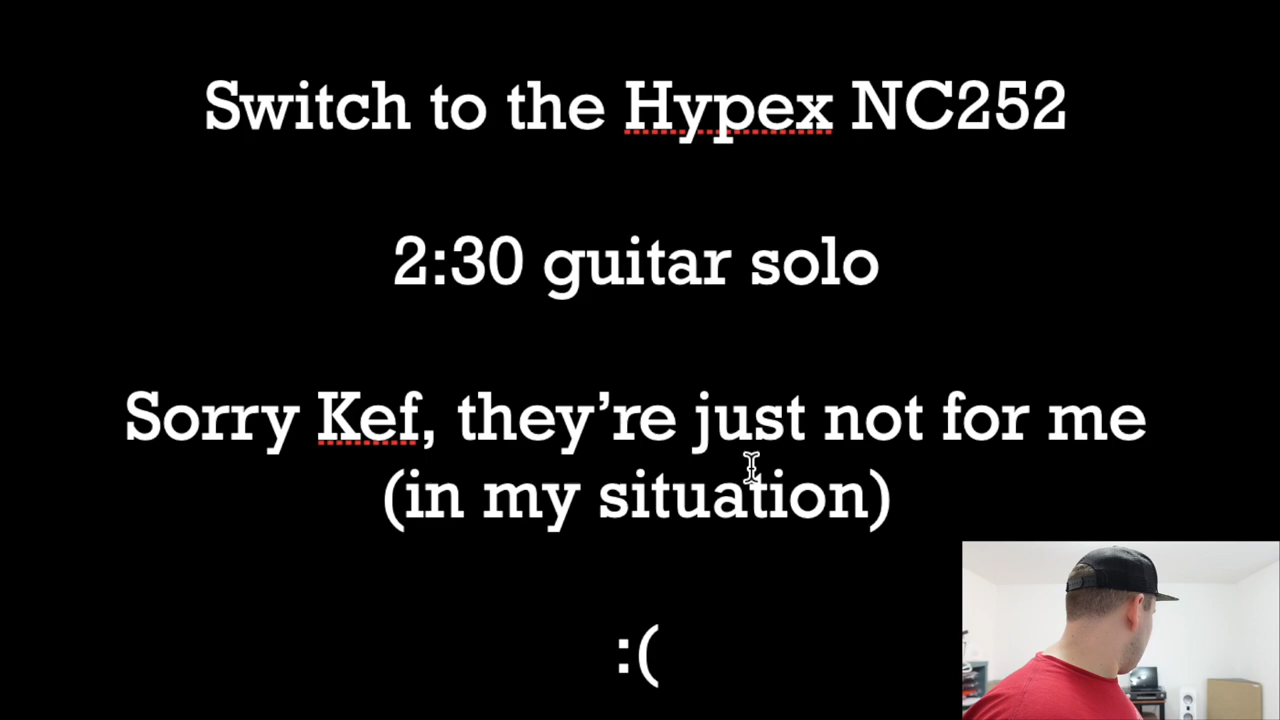 Switch to the Hypex NC252
2:30 guitar solo
Sorry Kef, they’re just not for me
(in my situation)
:(